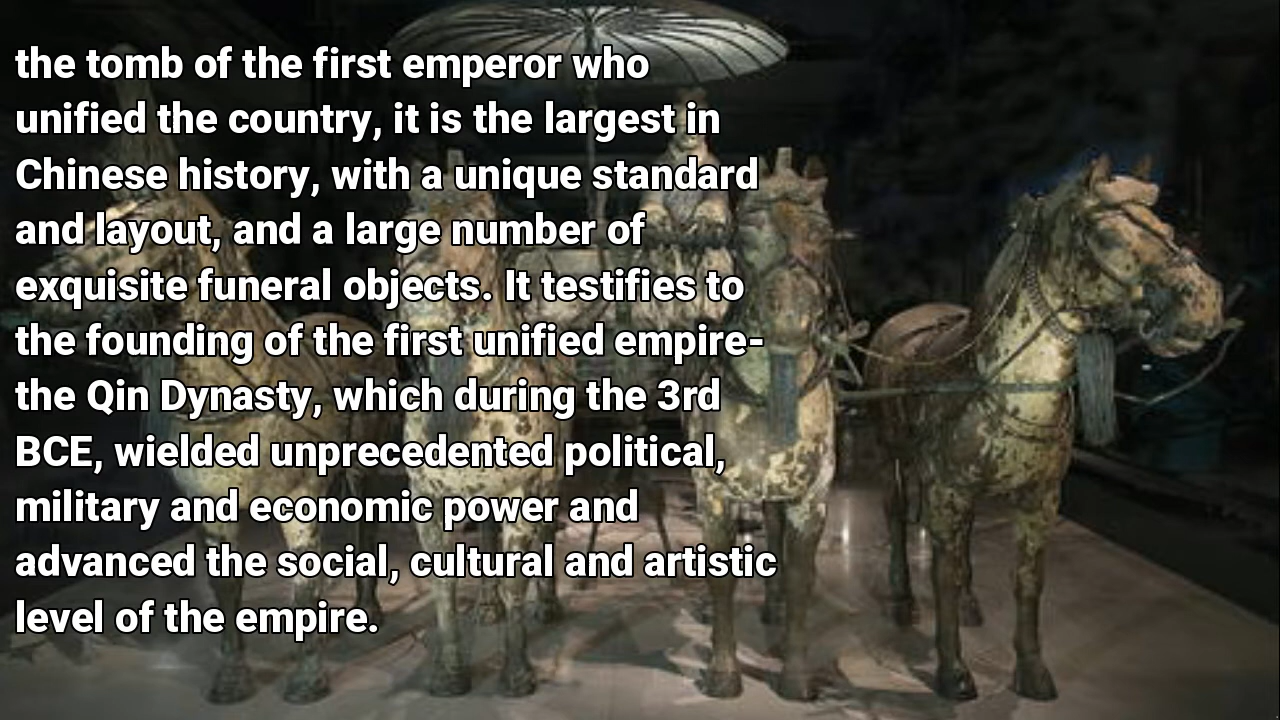 the tomb of the first emperor who
unified the country, it is the largest in
Chinese history, with a unique standard
and layout, and a large number of
exquisite funeral objects. It testifies to
the founding of the first unified empire-
the Qin Dynasty, which during the 3rd
BCE, wielded unprecedented political,
military and economic power and
advanced the social, cultural and artistic
level of the empire.